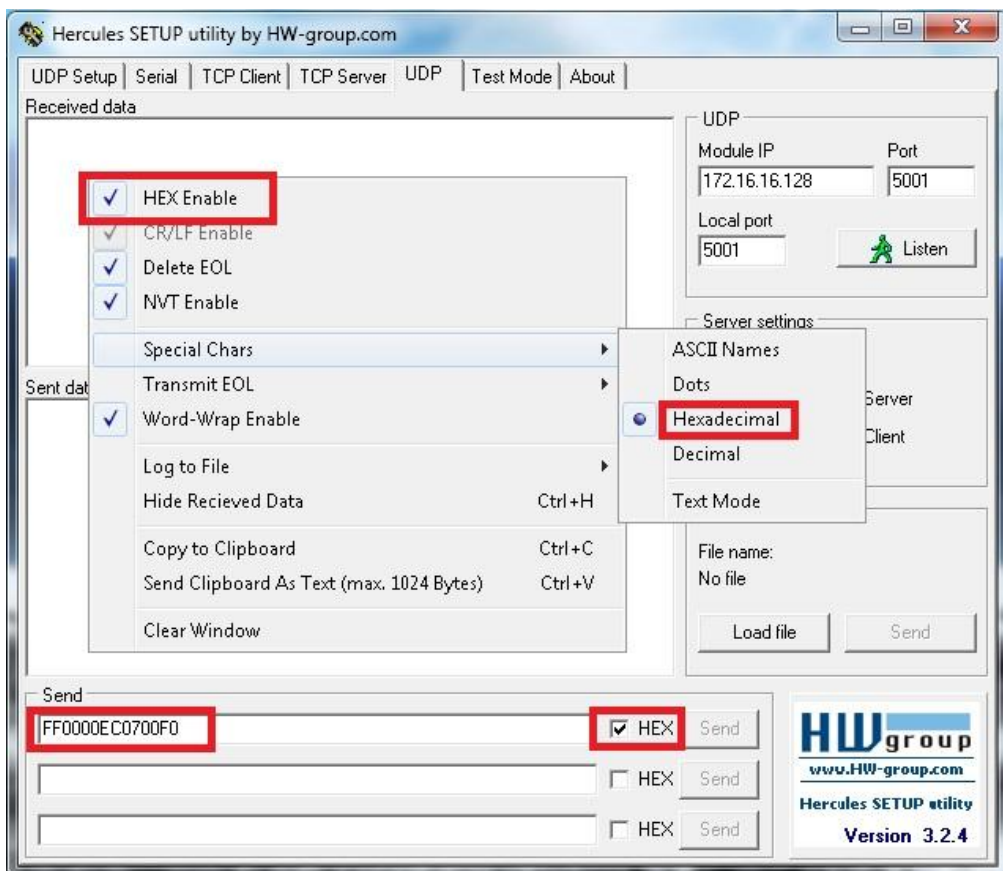 Hercules SETUP utility by HW-group.com
UDP Setup Serial TCP Client TCP Server UDP Test Mode About
Received data
HEX Enable
CR/LF Enable
Delete EOL
NVT Enable
Special Chars
Transmit EOL
Word-Wrap Enable
Log to File
Hide Recieved Data Ctrl+H
Copy to Clipboard Ctrl+C
Send Clipboard As Text (max. 1024 Bytes) Ctrl+V
Clear Window
ASCII Names
Dots
Hexadecimal
Decimal
Text Mode
UDP
Module IP Port
172.16.16.128 5001
Local port
5001 Listen
Server settings
Server
Client
File name:
No file
Load file Send
Sent dat
Send
FF0000EC0700F0 HEX Send
HEX Send
HEX Send
HW group
www.HW-group.com
Hercules SETUP utility
Version 3.2.4